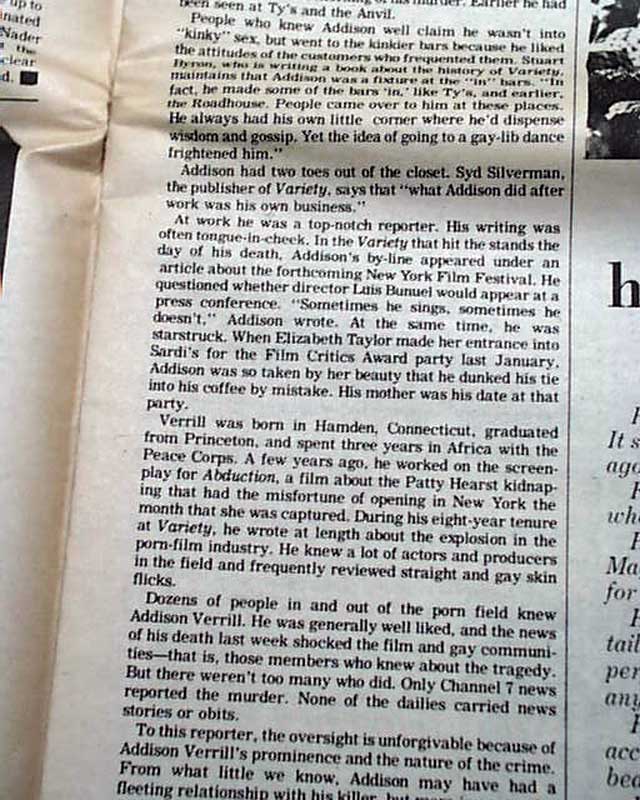 up to
inated
Nader
the
clear
d.
been seen at Ty's and the Anvil.
People who knew Addison well claim he wasn't into
"kinky" sex, but went to the kinkier bars because he liked
the attitudes of the customers who frequented them. Stuart
Byron, who is writing a book about the history of Variety,
maintains that Addison was a fixture at the "in" bars. "In
fact, he made some of the bars 'in,' like Ty's, and earlier,
the Roadhouse. People came over to him at these places.
He always had his own little corner where he'd dispense
wisdom and gossip. Yet the idea of going to a gay-lib dance
frightened him."
Addison had two toes out of the closet. Syd Silverman,
the publisher of Variety, says that "what Addison did after
work was his own business."
At work he was a top-notch reporter. His writing was
often tongue-in-cheek. In the Variety that hit the stands the
day of his death, Addison's by-line appeared under an
article about the forthcoming New York Film Festival. He
questioned whether director Luis Bunuel would appear at a
press conference. "Sometimes he sings, sometimes he
doesn't," Addison wrote. At the same time, he was
starstruck. When Elizabeth Taylor made her entrance into
Sardi's for the Film Critics Award party last January,
Addison was so taken by her beauty that he dunked his tie
into his coffee by mistake. His mother was his date at that
party.
Verrill was born in Hamden, Connecticut, graduated
from Princeton, and spent three years in Africa with the
Peace Corps. A few years ago, he worked on the screen-
play for Abduction, a film about the Patty Hearst kidnap-
ing that had the misfortune of opening in New York the
month that she was captured. During his eight-year tenure
at Variety, he wrote at length about the explosion in the
porn-film industry. He knew a lot of actors and producers
in the field and frequently reviewed straight and gay skin
flicks.
Dozens of people in and out of the porn field knew
Addison Verrill. He was generally well liked, and the news
of his death last week shocked the film and gay communi-
ties—that is, those members who knew about the tragedy.
But there weren't too many who did. Only Channel 7 news
reported the murder. None of the dailies carried news
stories or obits.
To this reporter, the oversight is unforgivable because of
Addison Verrill's prominence and the nature of the crime.
From what little we know, Addison may have had a
fleeting relationship with his killer, but
h
It s
ago
whe
Ma
for
tail
per
any
acc
bec